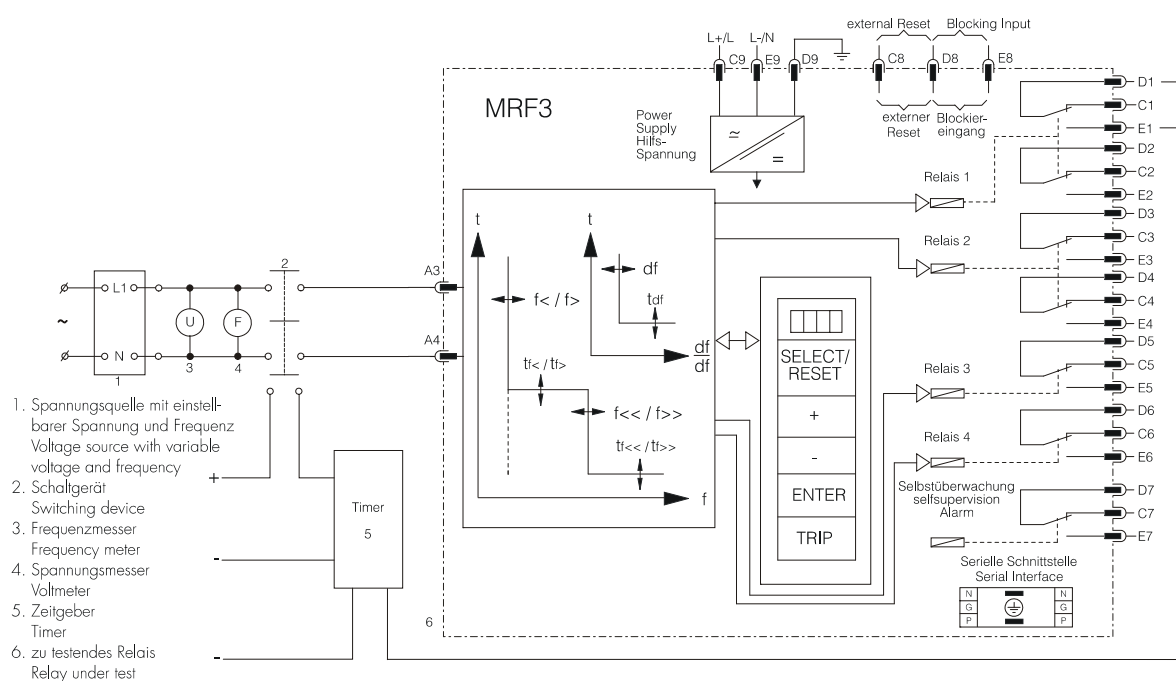 external Reset Blocking Input
L+/L L-/N
C9 E9 D9 C8 D8 E8
MRF3
Power
Supply
Hilfs-
Spannung
≃
=
externer
Reset
Blockier-
eingang
D1
C1
E1
D2
C2
E2
D3
C3
E3
D4
C4
E4
D5
C5
E5
D6
C6
E6
D7
C7
E7
Relais 1
Relais 2
Relais 3
Relais 4
Selbstüberwachung
selfsupervision
Alarm
Serielle Schnittstelle
Serial Interface
N N
G G
P P
t
t
df
f< / f>
tdf
df
df
tf< / tf>
f<< / f>>
tf<< / tf>>
f
SELECT/
RESET
+
-
ENTER
TRIP
A3
A4
2
L1
U F
~
N
1
3 4
1. Spannungsquelle mit einstell-
barer Spannung und Frequenz
Voltage source with variable
voltage and frequency
2. Schaltgerät
Switching device
3. Frequenzmesser
Frequency meter
4. Spannungsmesser
Voltmeter
5. Zeitgeber
Timer
6. zu testendes Relais
Relay under test
+
-
-
Timer
5
6